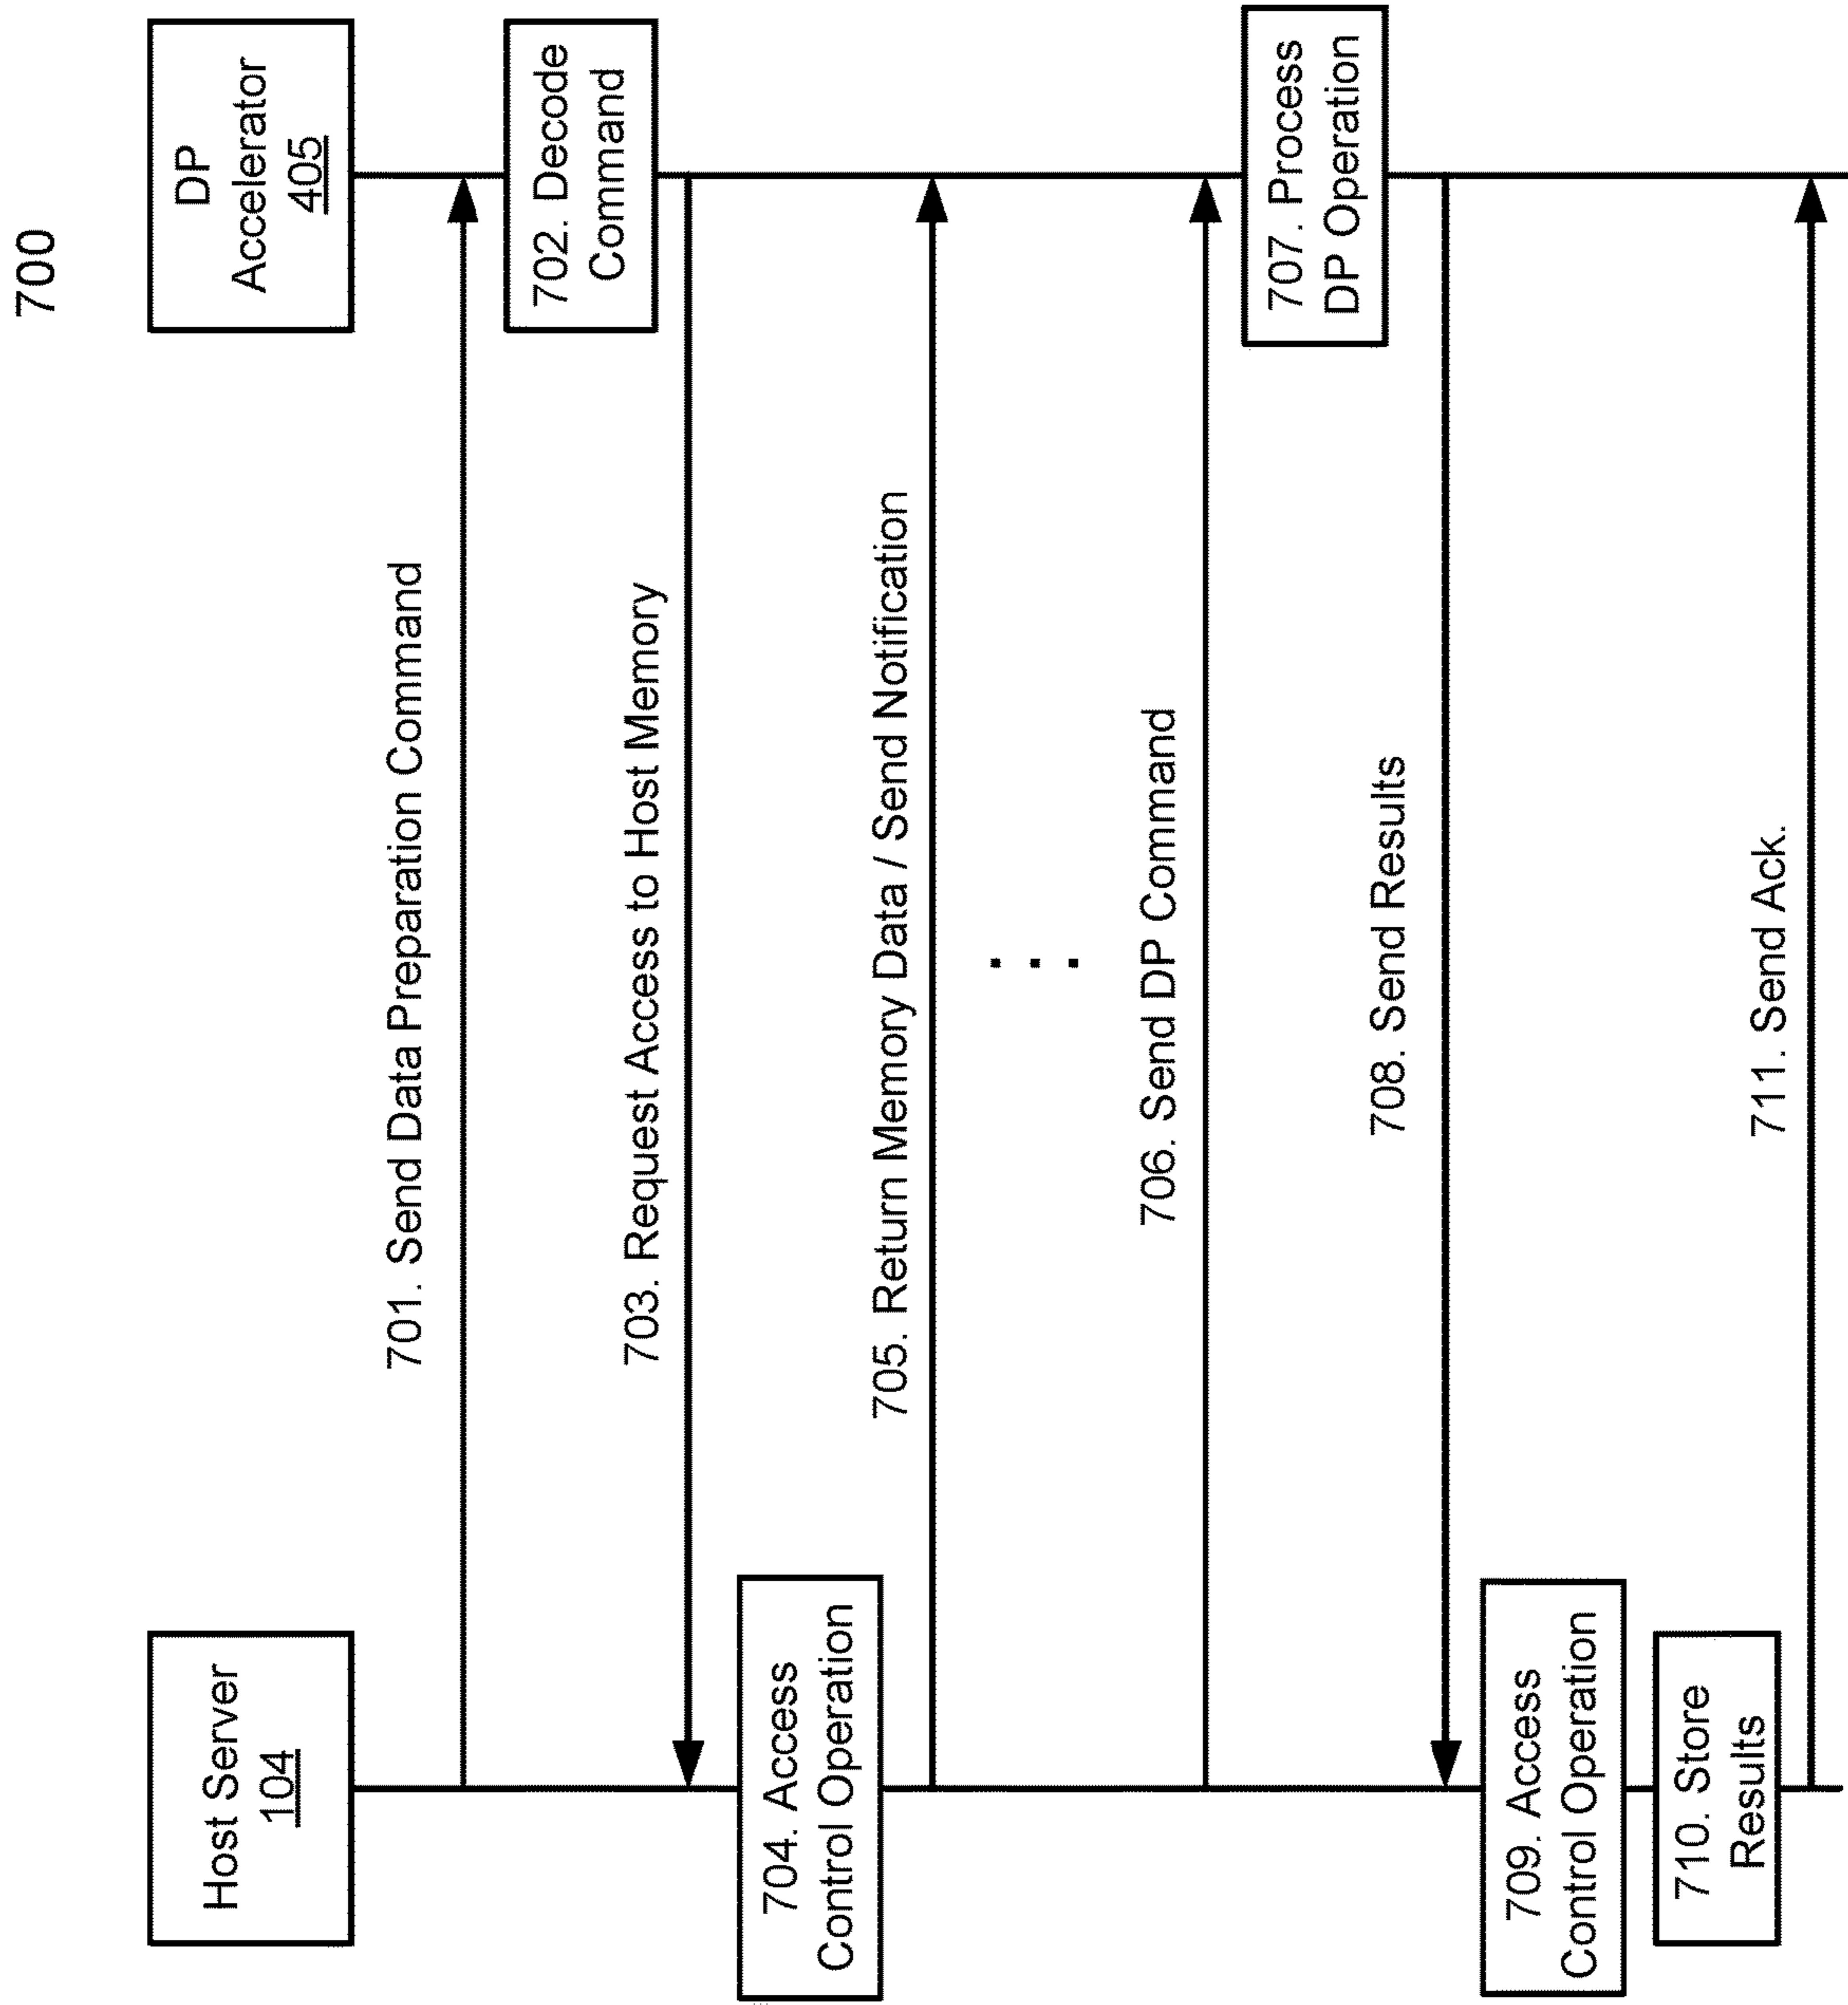 700
Host Server
104
DP
Accelerator
405
701. Send Data Preparation Command
702. Decode
Command
703. Request Access to Host Memory
704. Access
Control Operation
705. Return Memory Data / Send Notification
. . .
706. Send DP Command
707. Process
DP Operation
708. Send Results
709. Access
Control Operation
710. Store
Results
711. Send Ack.